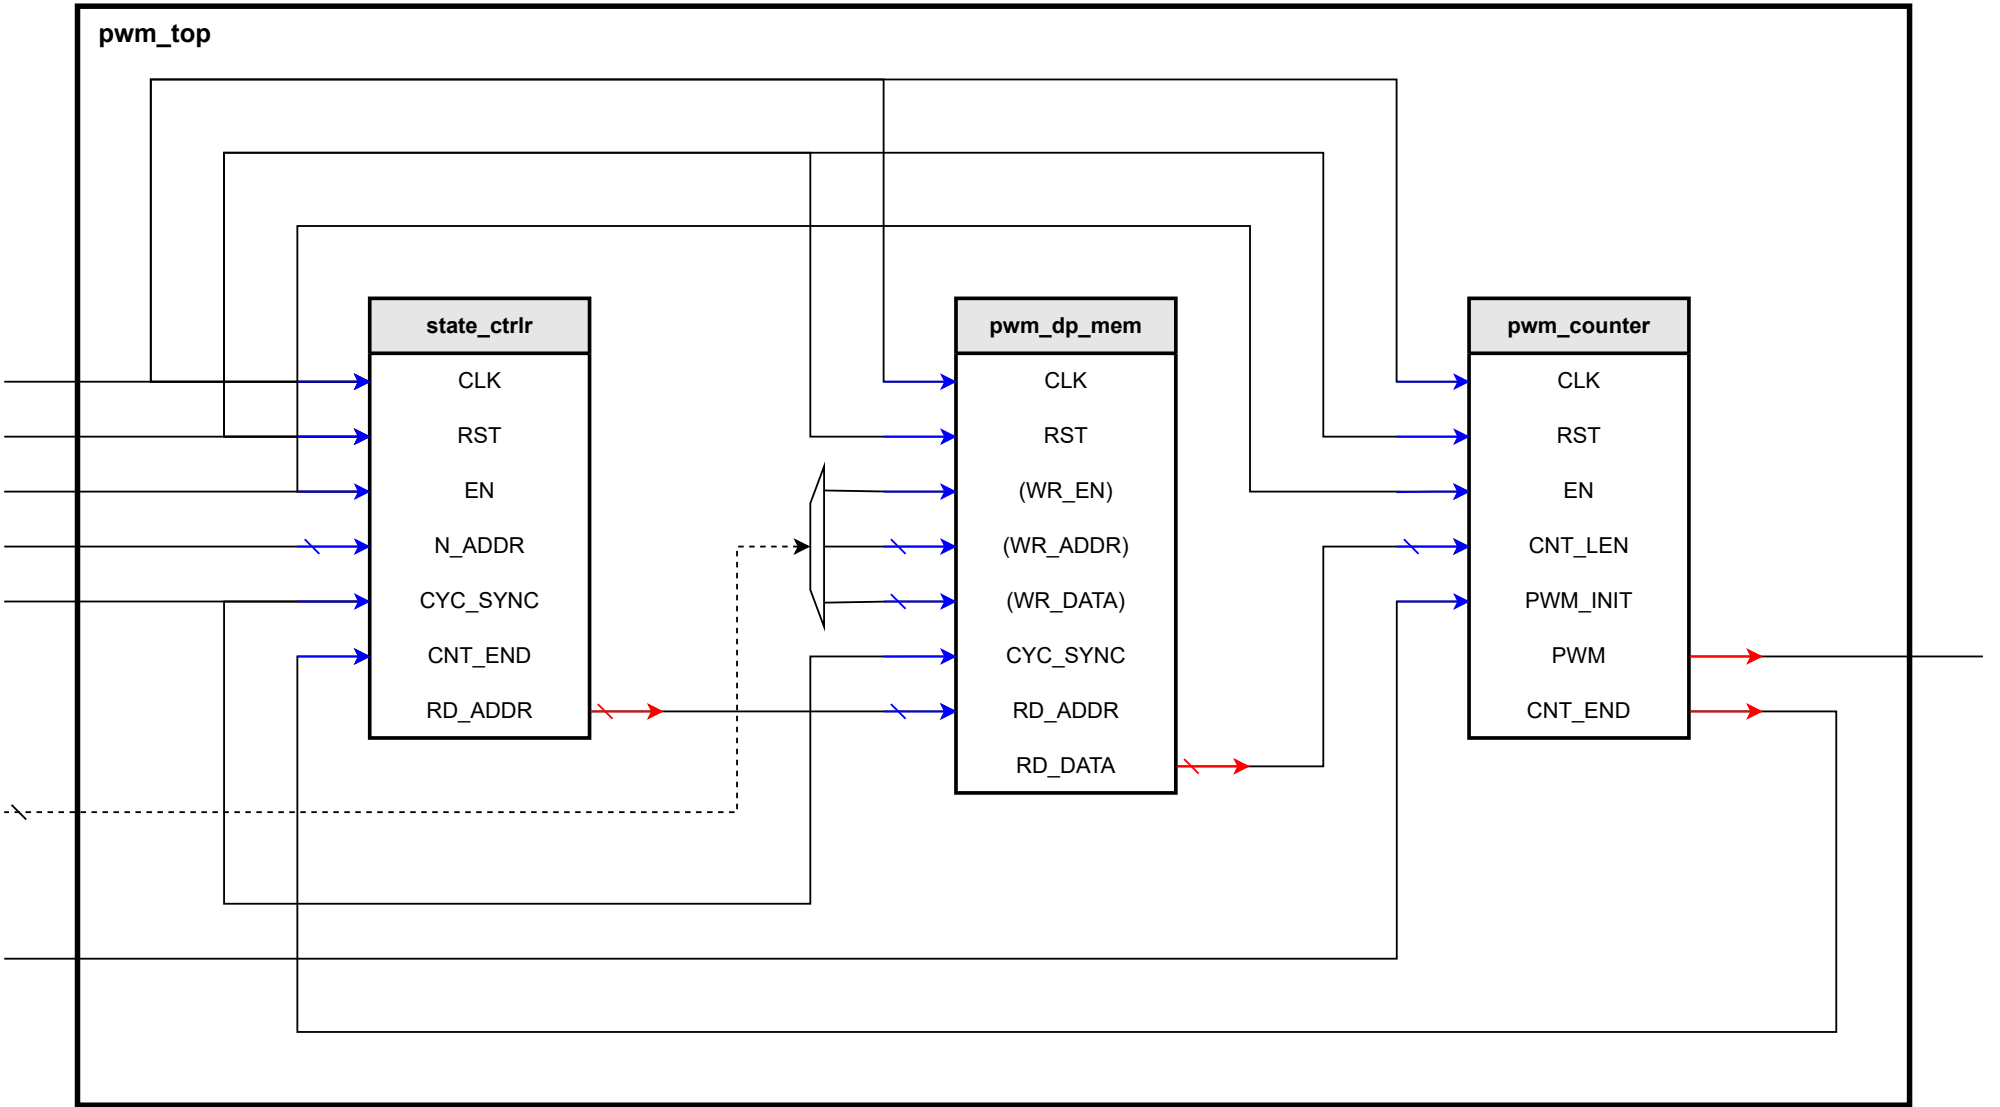 pwm_top
state_ctrlr
CLK
RST
EN
N_ADDR
CYC_SYNC
CNT_END
RD_ADDR
pwm_dp_mem
CLK
RST
(WR_EN)
(WR_ADDR)
(WR_DATA)
CYC_SYNC
RD_ADDR
RD_DATA
pwm_counter
CLK
RST
EN
CNT_LEN
PWM_INIT
PWM
CNT_END